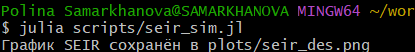 Polina Samarkhanova@SAMARKHANOVA MINGW64 ~/wor
$ julia scripts/seir_sim.jl
График SEIR сохранён в plots/seir_des.png